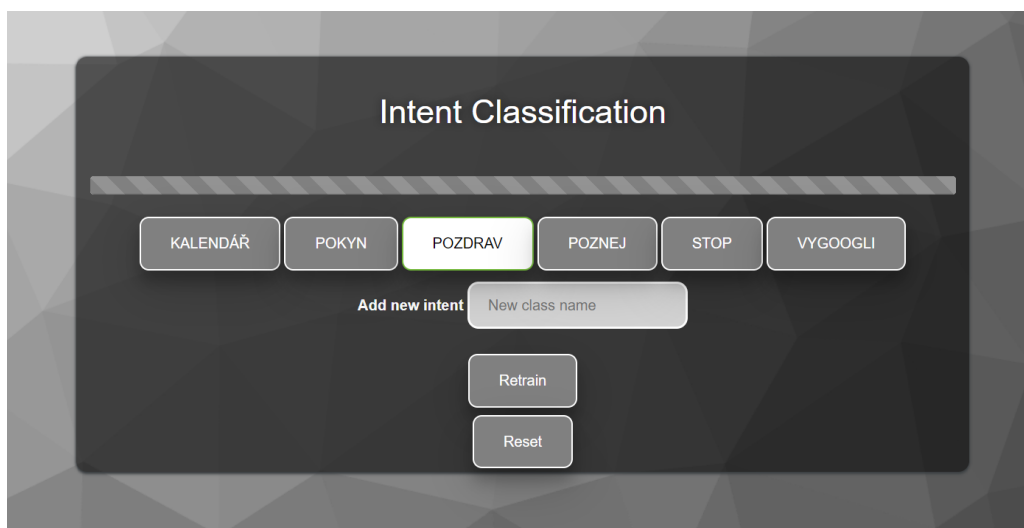 Intent Classification
KALENDÁŘ POKYN POZDRAV POZNEJ STOP VYGOOGLI
Add new intent New class name
Retrain
Reset